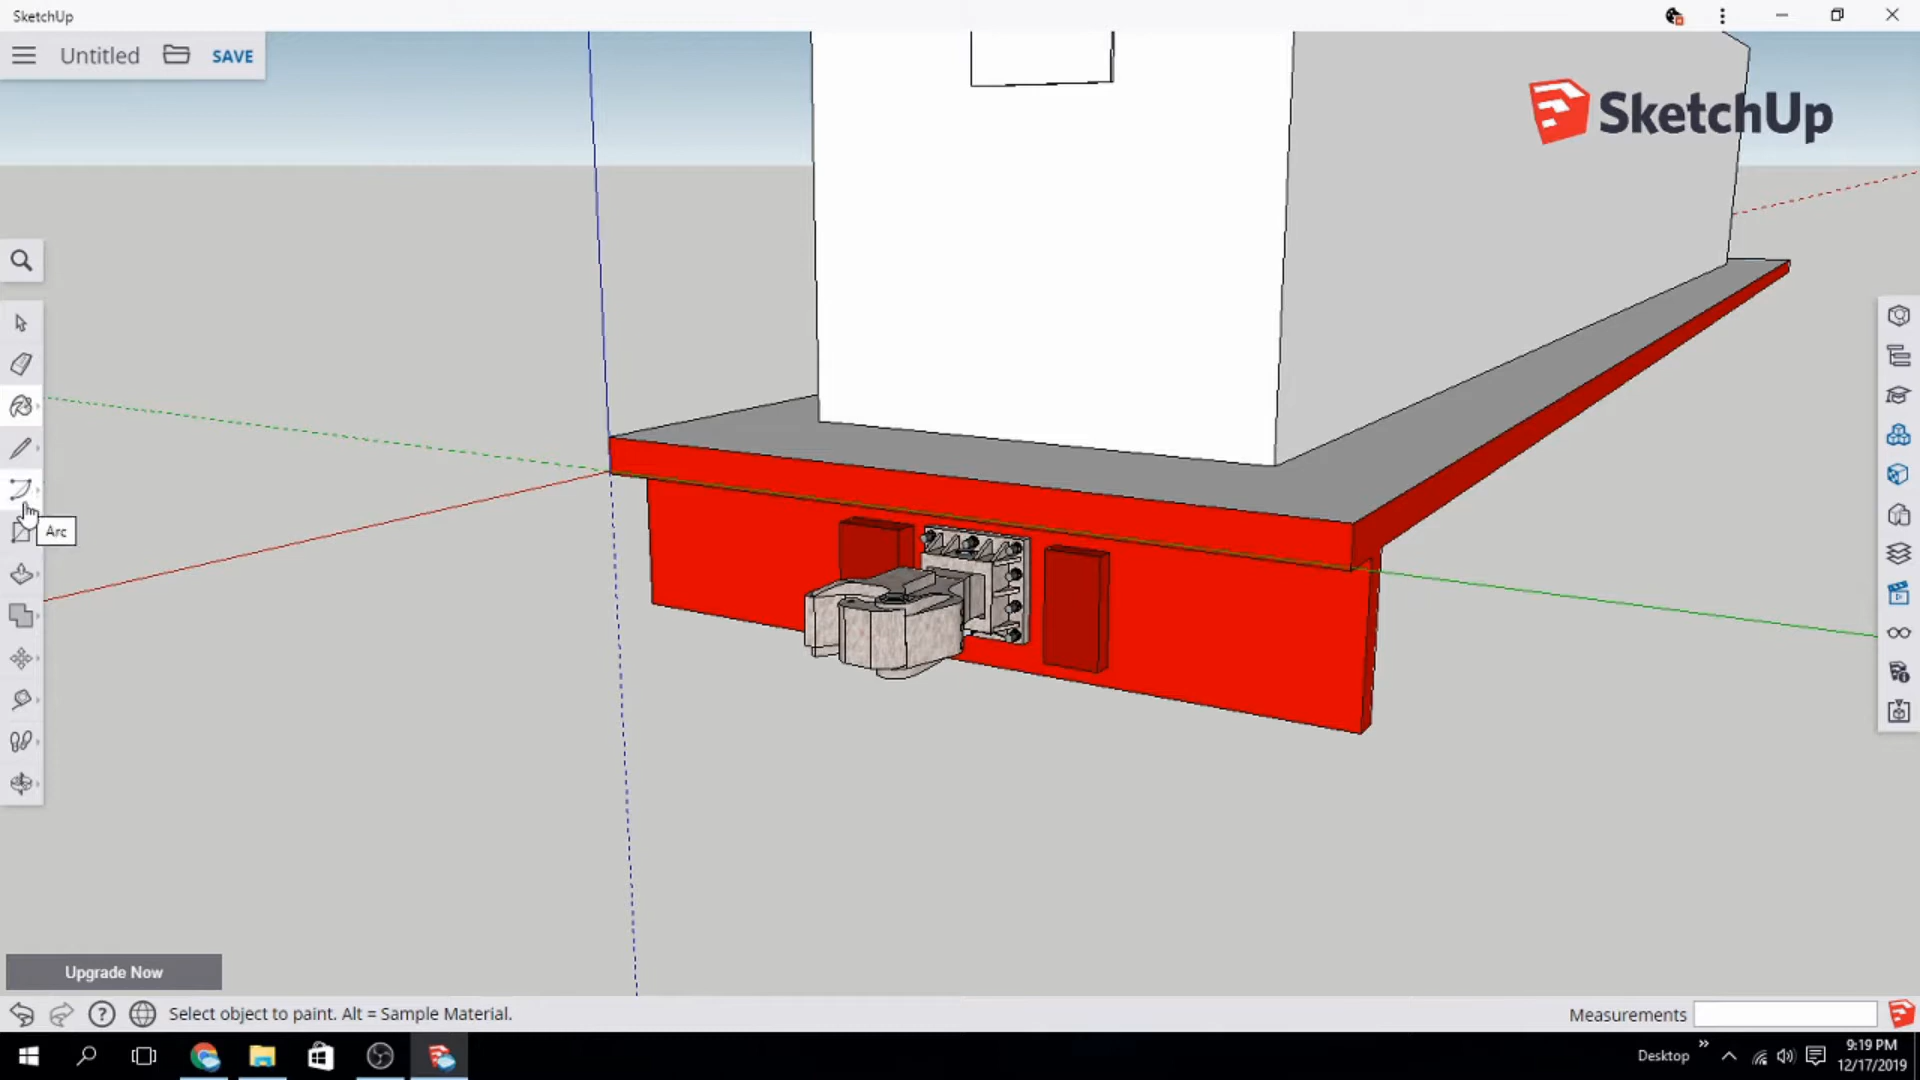 SketchUp
Untitled
SAVE
SketchUp
Arc
Upgrade Now
Select object to paint. Alt = Sample Material.
Measurements
Desktop
9:19 PM
12/17/2019